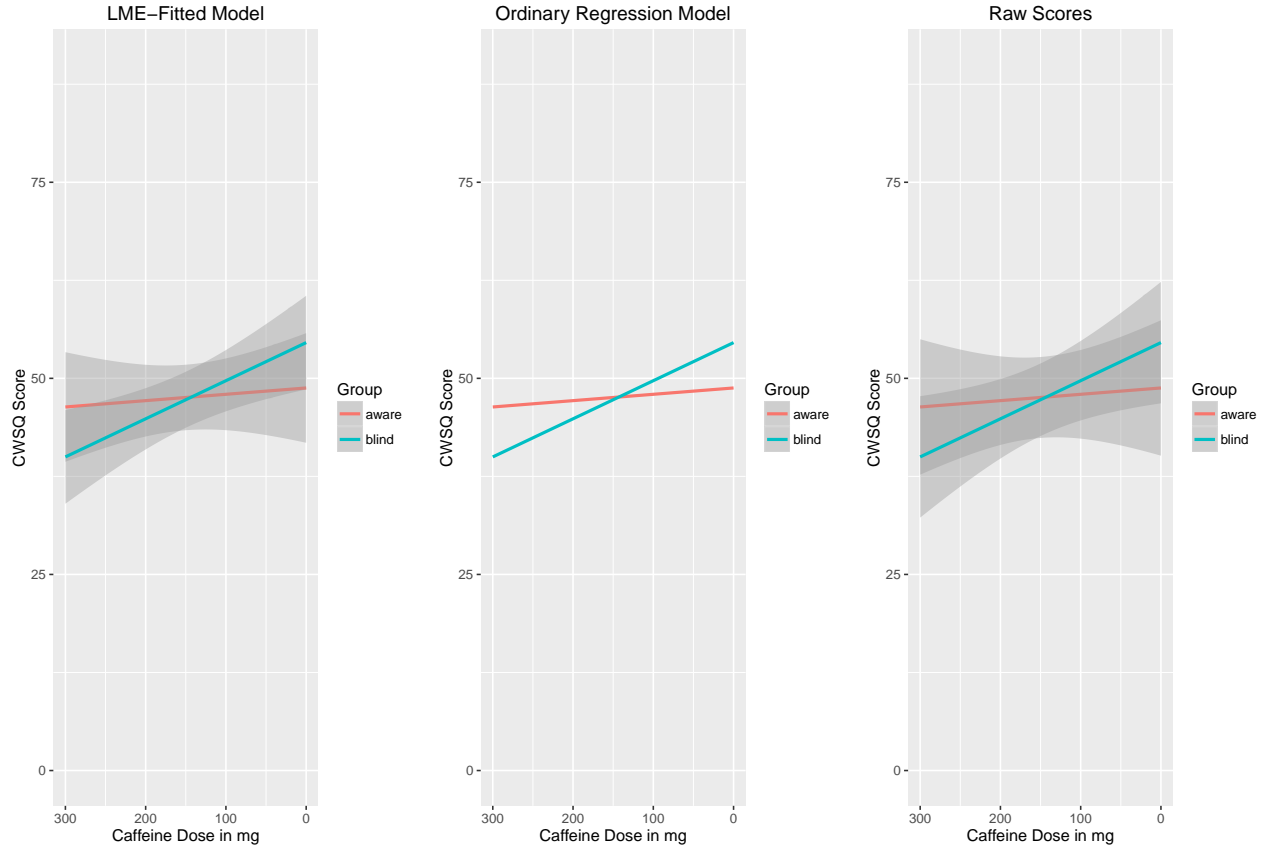 LME−Fitted Model
CWSQ Score
75
50
25
0
300
200
100
0
Caffeine Dose in mg
Group
aware
blind
Ordinary Regression Model
CWSQ Score
75
50
25
0
300
200
100
0
Caffeine Dose in mg
Group
aware
blind
Raw Scores
CWSQ Score
75
50
25
0
300
200
100
0
Caffeine Dose in mg
Group
aware
blind